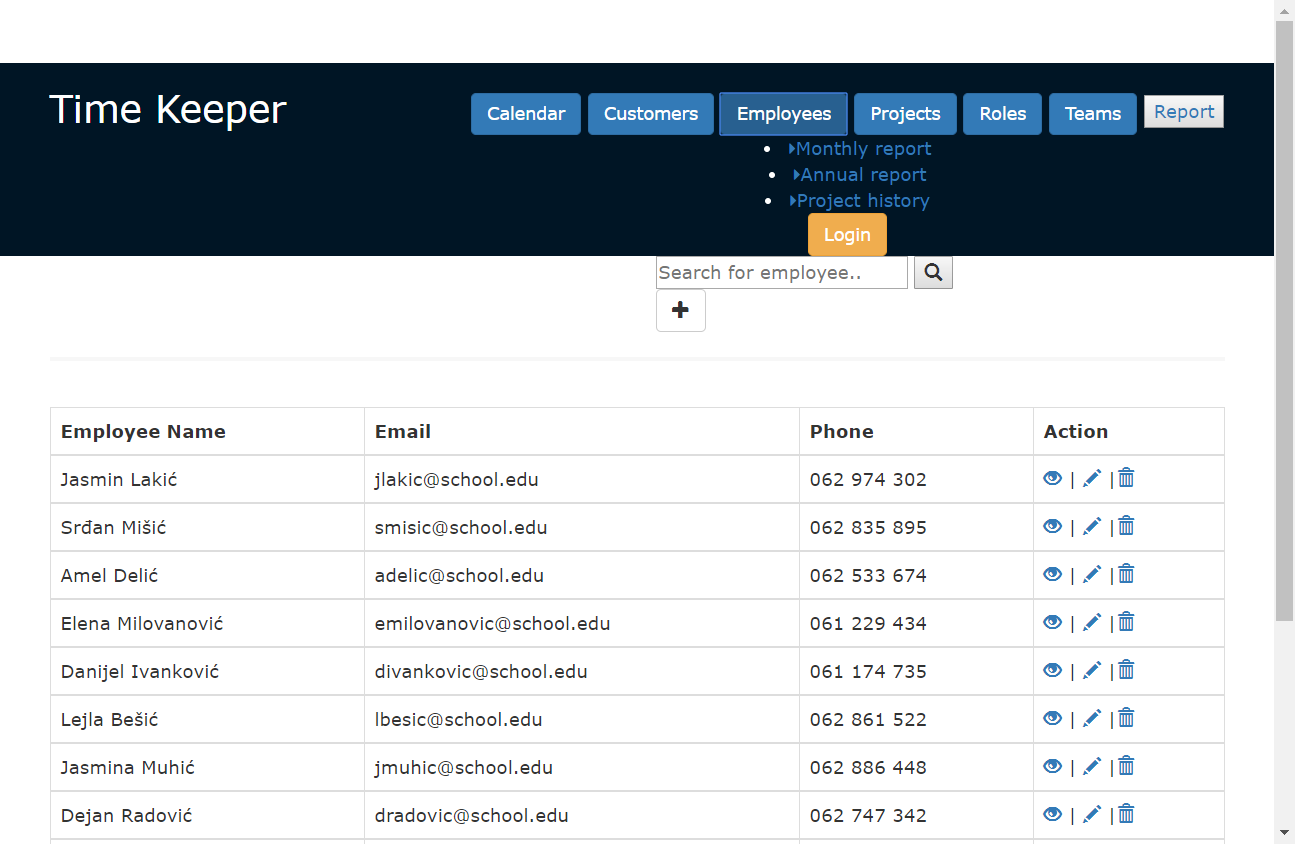 Time Keeper
Calendar Customers Employees Projects Roles Teams Report
Monthly report
Annual report
Project history
Login
Search for employee..
Employee Name Email Phone Action
Jasmin Lakić jlakic@school.edu 062 974 302 | |
Srđan Mišić smisic@school.edu 062 835 895 | |
Amel Delić adelic@school.edu 062 533 674 | |
Elena Milovanović emilovanovic@school.edu 061 229 434 | |
Danijel Ivanković divankovic@school.edu 061 174 735 | |
Lejla Bešić lbesic@school.edu 062 861 522 | |
Jasmina Muhić jmuhic@school.edu 062 886 448 | |
Dejan Radović dradovic@school.edu 062 747 342 | |